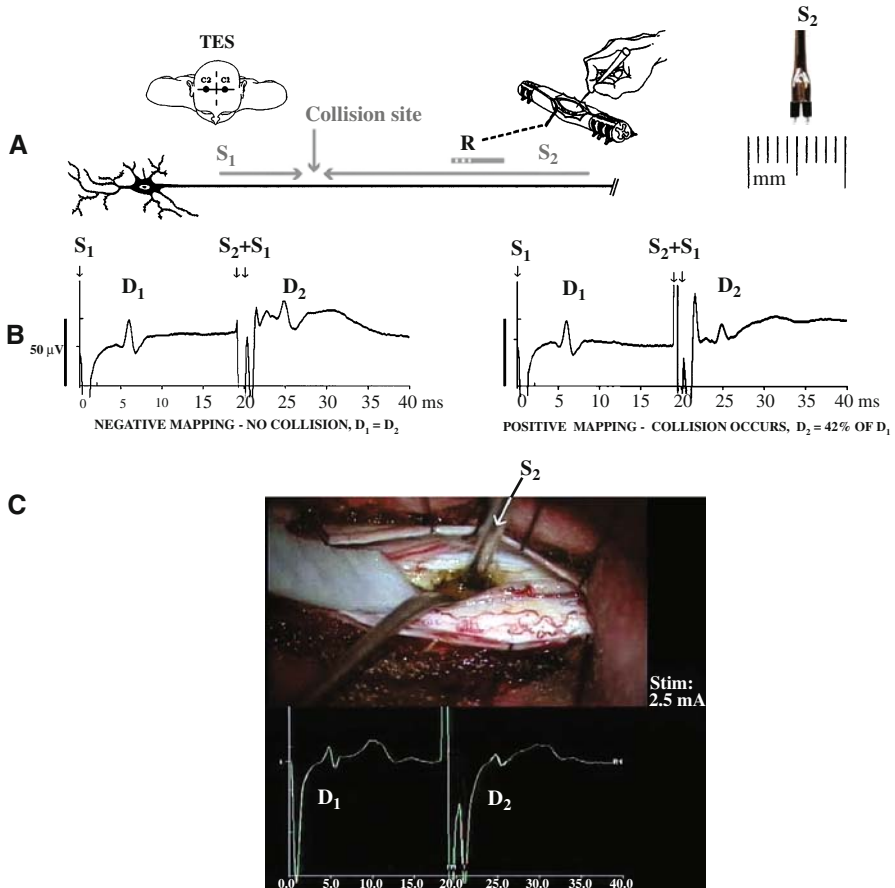 S2
TES
C2 C1
Collision site
R
A
S1
S2
mm
S1
S2+S1
S1
S2+S1
D1
D2
D1
D2
B
50 μV
0 5 10 15 20 25 30 35 40 ms
0 5 10 15 20 25 30 35 40 ms
NEGATIVE MAPPING - NO COLLISION, D1 = D2
POSITIVE MAPPING - COLLISION OCCURS, D2 = 42% OF D1
S2
C
Stim:
2.5 mA
D1
D2
0.0 5.0 10.0 15.0 20.0 25.0 30.0 35.0 40.0